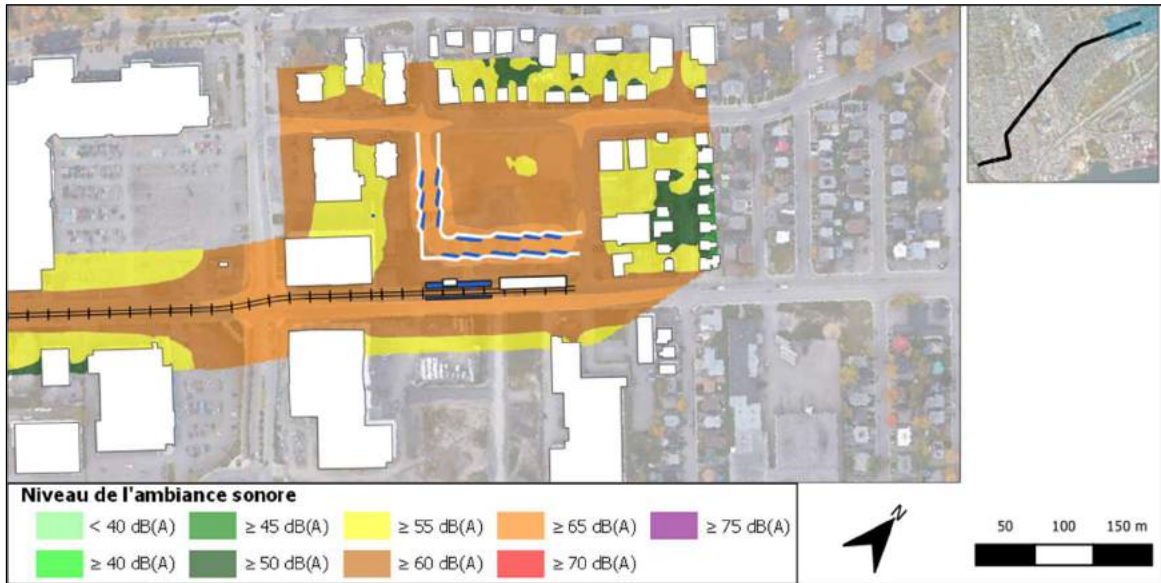 Niveau de l'ambiance sonore
< 40 dB(A) ≥ 45 dB(A) ≥ 55 dB(A) ≥ 65 dB(A) ≥ 75 dB(A)
≥ 40 dB(A) ≥ 50 dB(A) ≥ 60 dB(A) ≥ 70 dB(A)
N
50 100 150 m